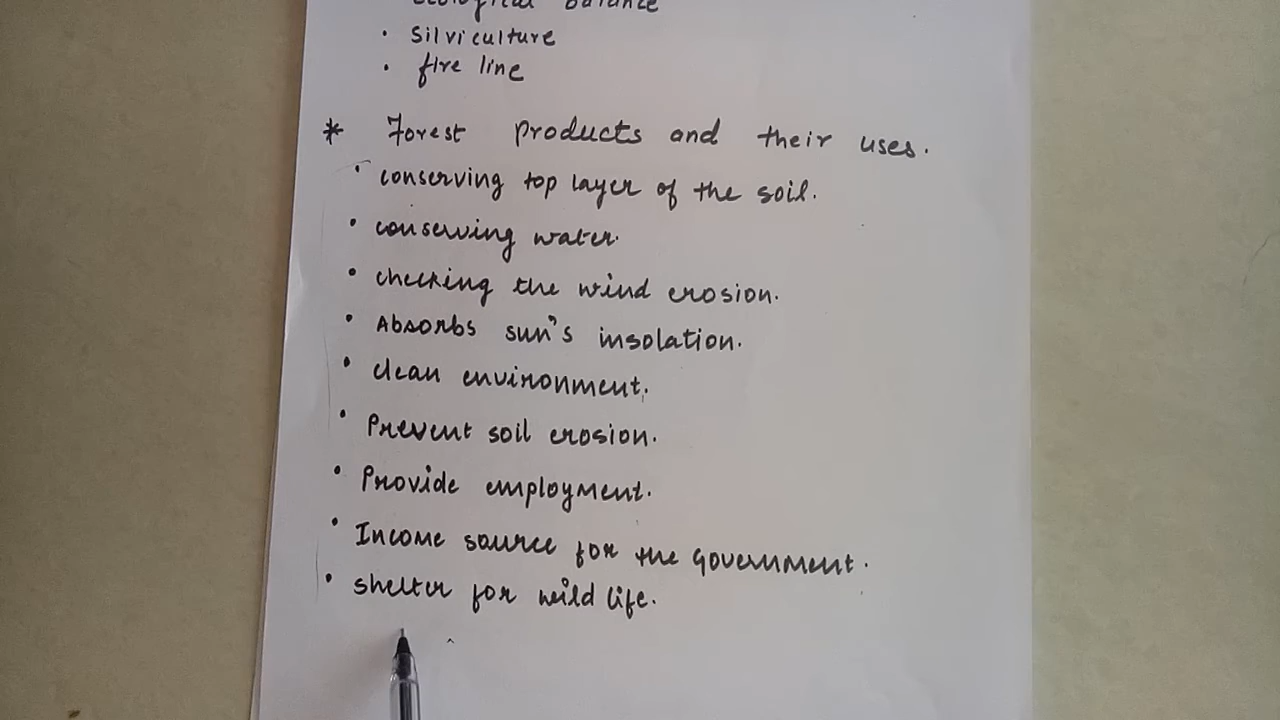 Ecological balance
• Silviculture
• fire line
* Forest products and their uses.
• conserving top layer of the soil.
• conserving water.
• checking the wind erosion.
• Absorbs sun's insolation.
• clean environment.
• Prevent soil erosion.
• Provide employment.
• Income source for the Government.
• shelter for wild life.